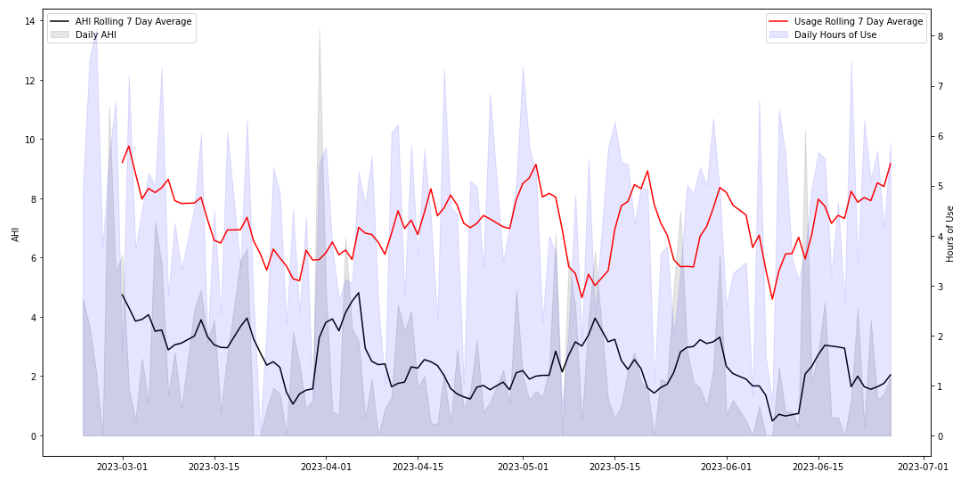 AHI Rolling 7 Day Average
Daily AHI
Usage Rolling 7 Day Average
Daily Hours of Use
14
12
10
8
6
4
2
0
AHI
8
7
6
5
4
3
2
1
0
Hours of Use
2023-03-01 2023-03-15 2023-04-01 2023-04-15 2023-05-01 2023-05-15 2023-06-01 2023-06-15 2023-07-01